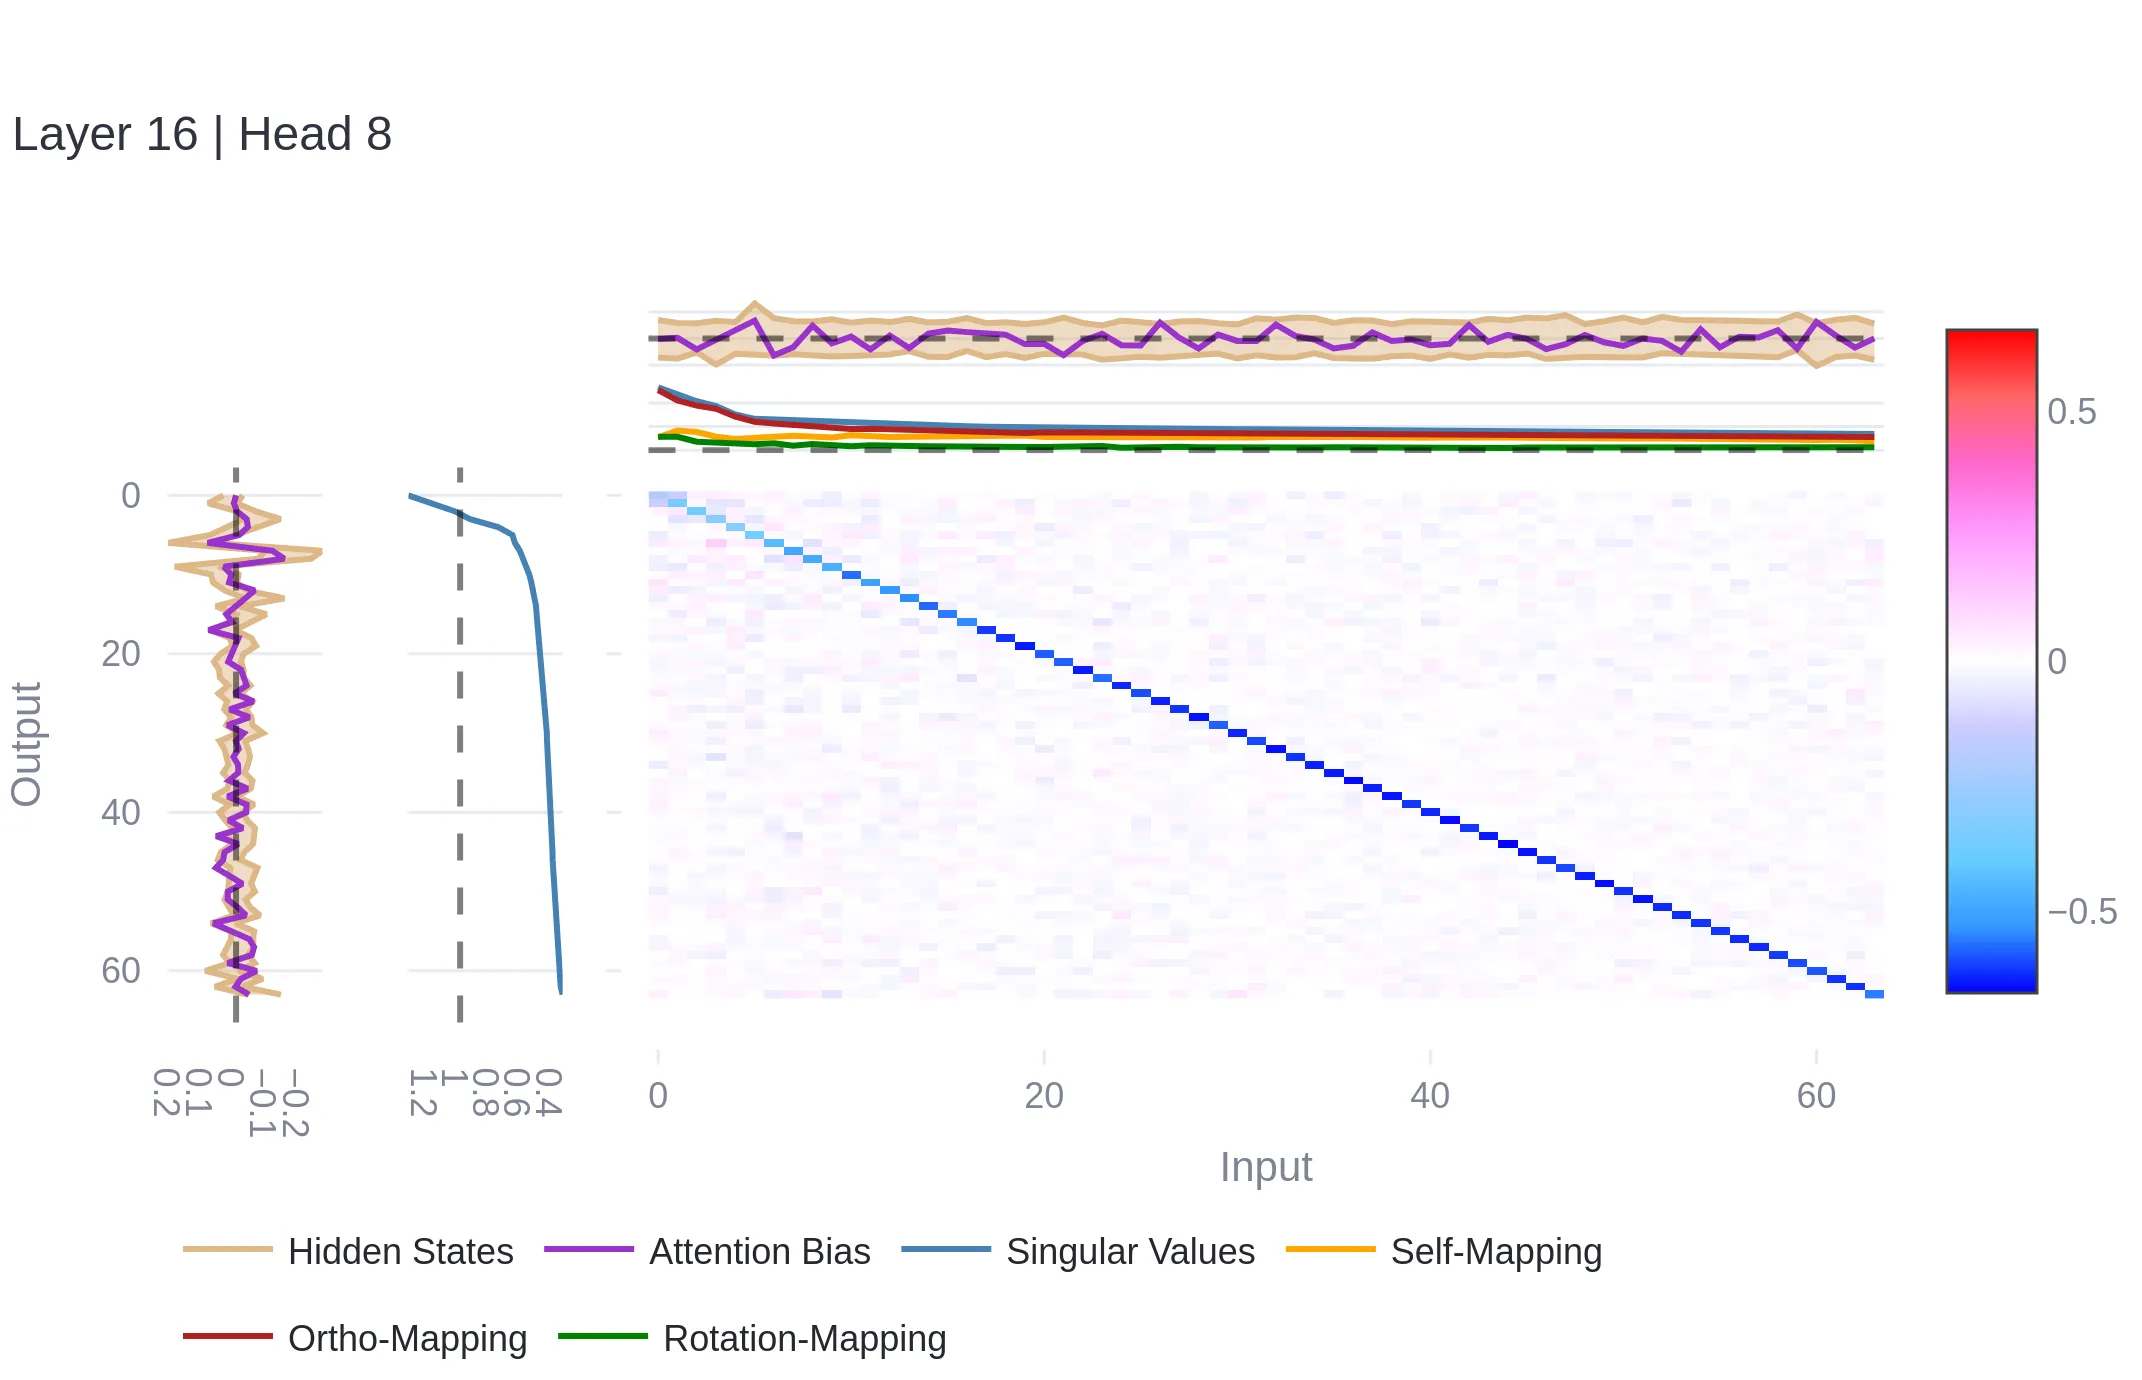 Layer 16 | Head 8
0.5
0
−0.5
0
20
40
60
Output
0.2
0.1
0
−0.1
−0.2
1.2
1
0.8
0.6
0.4
0
20
40
60
Input
Hidden States
Attention Bias
Singular Values
Self-Mapping
Ortho-Mapping
Rotation-Mapping